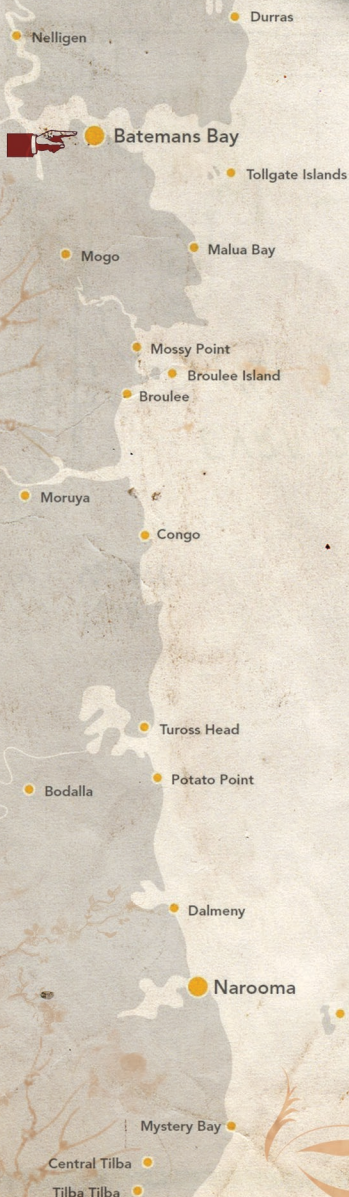 Durras
Nelligen
Batemans Bay
Tollgate Islands
Malua Bay
Mogo
Mossy Point
Broulee Island
Broulee
Moruya
Congo
Tuross Head
Potato Point
Bodalla
Dalmeny
Narooma
Mystery Bay
Central Tilba
Tilba Tilba